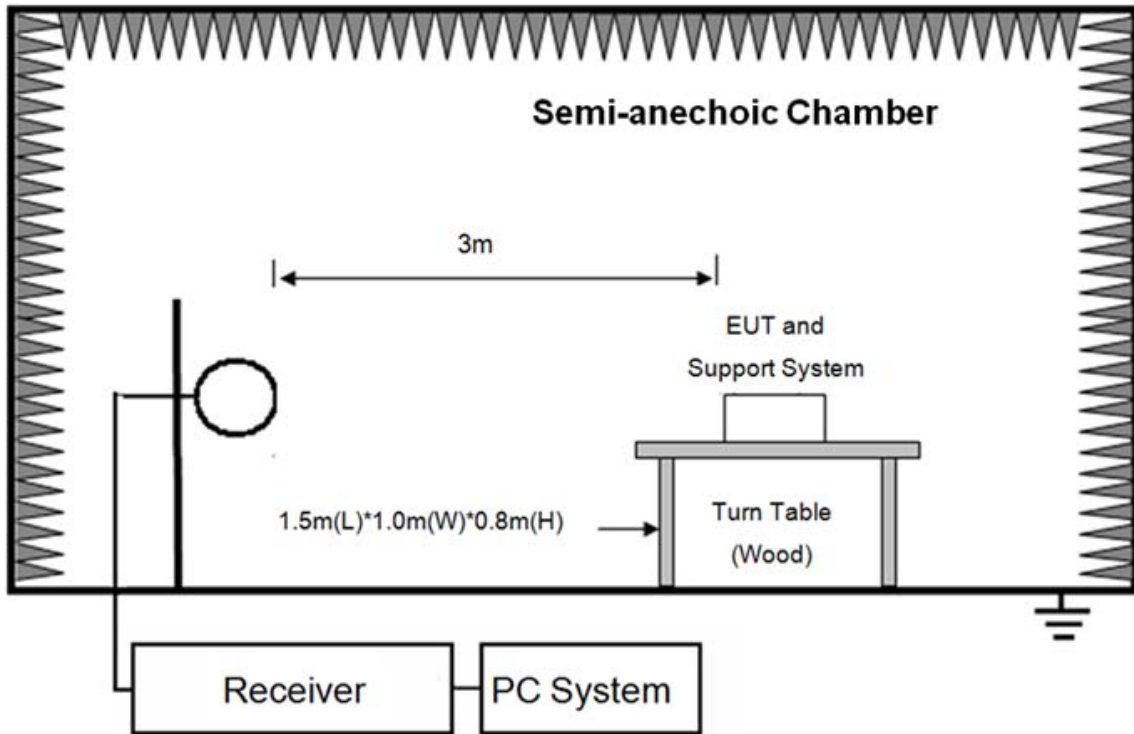 Semi-anechoic Chamber
3m
EUT and
Support System
1.5m(L)*1.0m(W)*0.8m(H)
Turn Table
(Wood)
Receiver
PC System